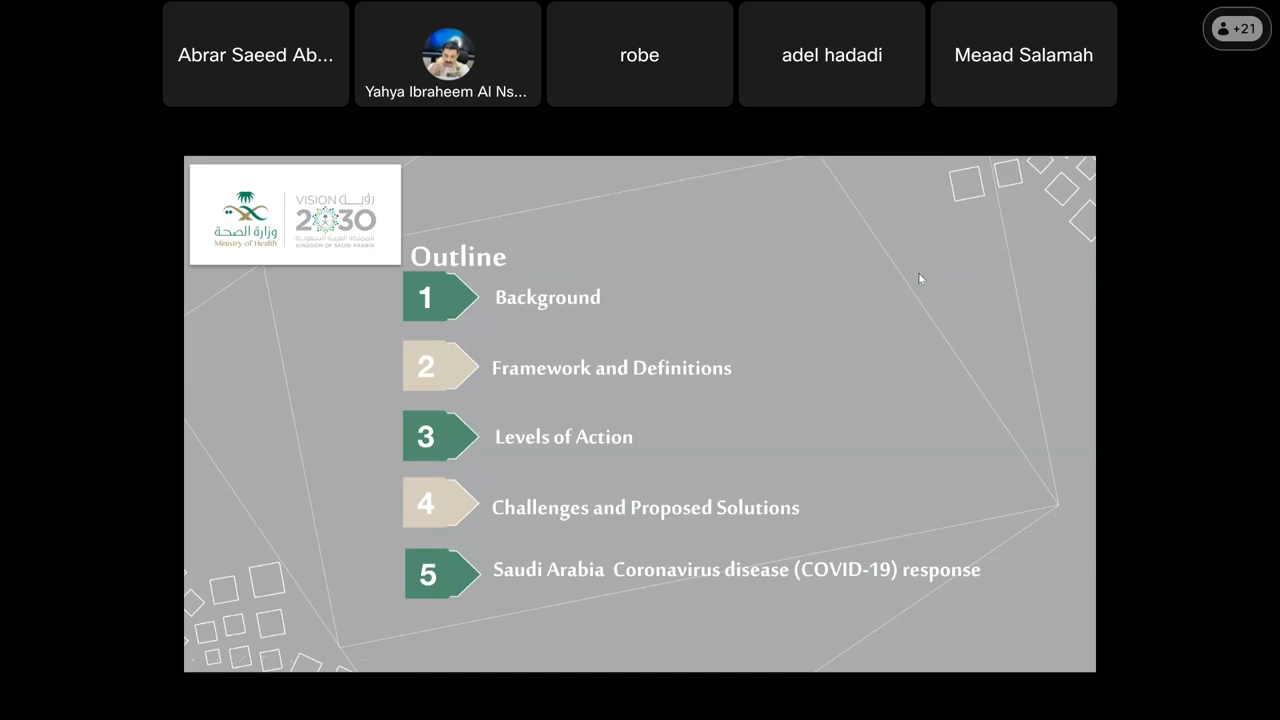 Abrar Saeed Ab...
Yahya Ibraheem Al Ns...
robe
adel hadadi
Meaad Salamah
+21
وزارة الصحة
Ministry of Health
VISION رؤيـة
2030
المملكة العربية السعودية
KINGDOM OF SAUDI ARABIA
Outline
1 Background
2 Framework and Definitions
3 Levels of Action
4 Challenges and Proposed Solutions
5 Saudi Arabia Coronavirus disease (COVID-19) response